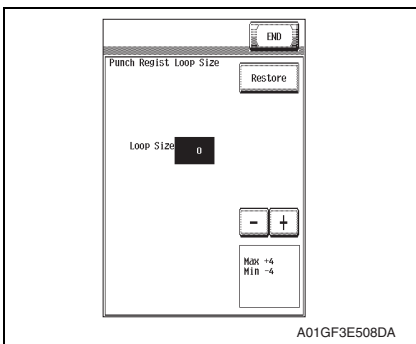 END
Punch Regist Loop Size
Restore
Loop Size 0
- +
Max +4
Min -4
A01GF3E508DA